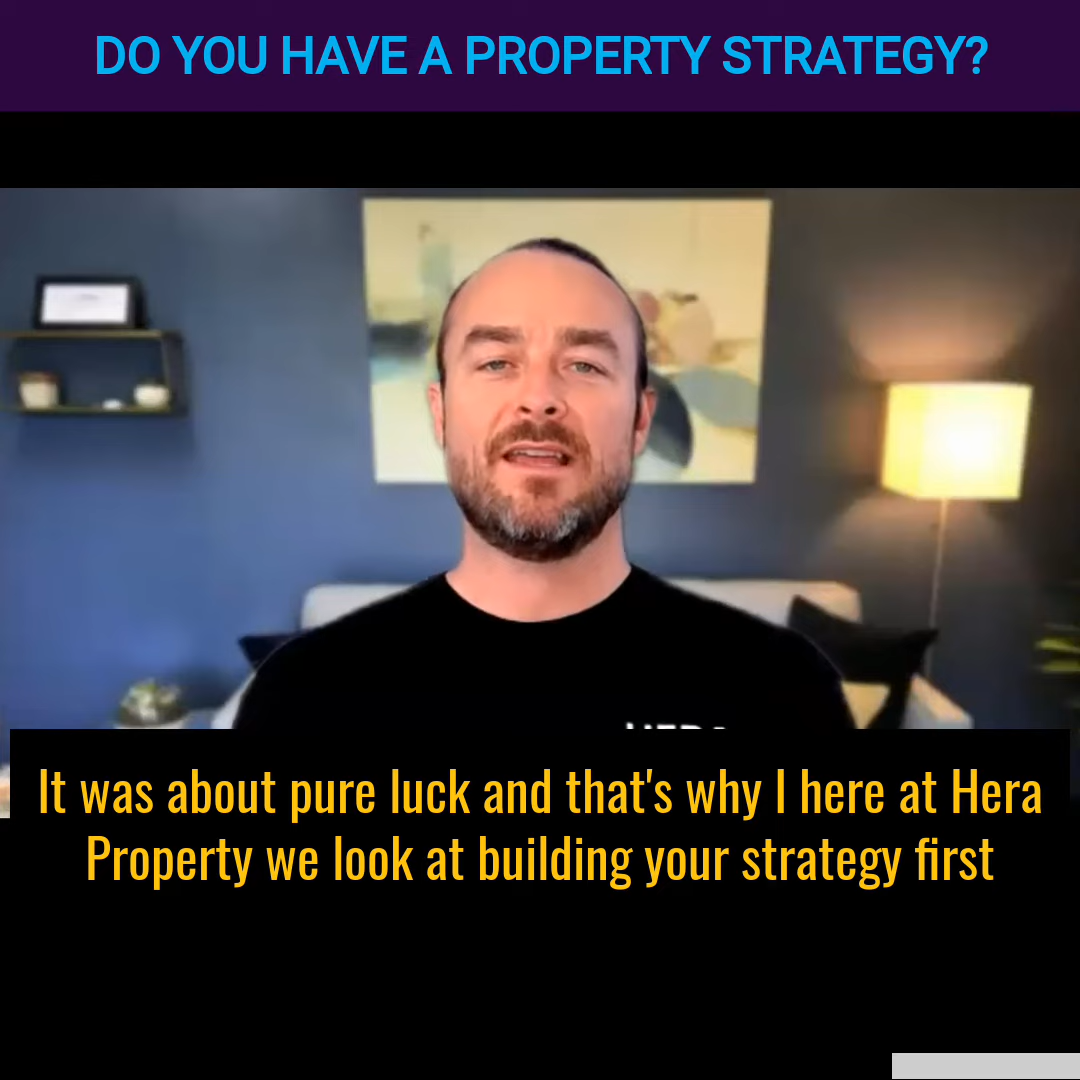 DO YOU HAVE A PROPERTY STRATEGY?
It was about pure luck and that's why I here at Hera
Property we look at building your strategy first